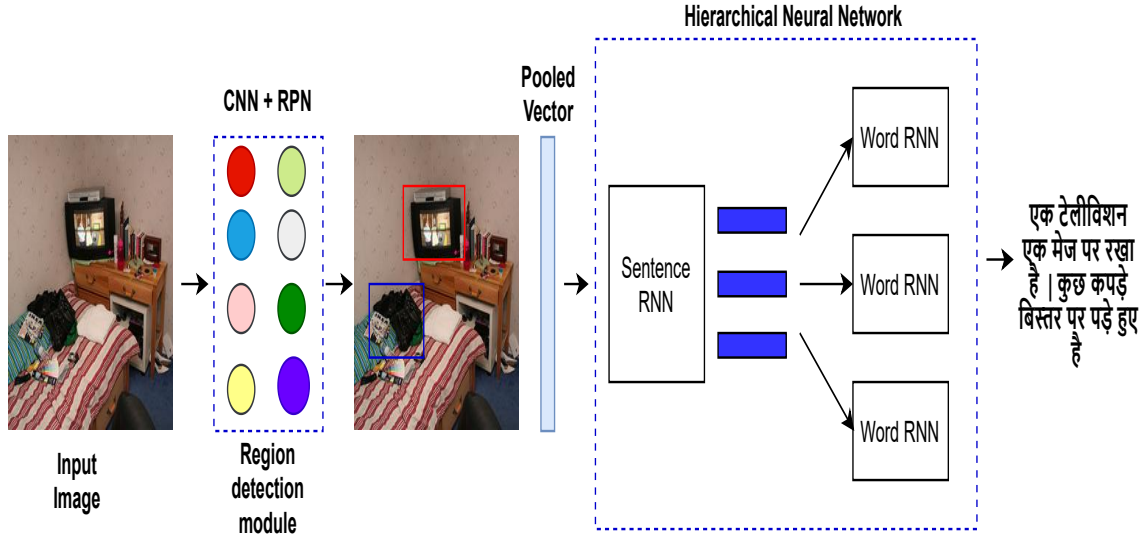 Hierarchical Neural Network
CNN + RPN
Pooled
Vector
Input
Image
Region
detection
module
Sentence
RNN
Word RNN
Word RNN
Word RNN
एक टेलीविशन
एक मेज पर रखा
है | कुछ कपड़े
बिस्तर पर पड़े हुए
है